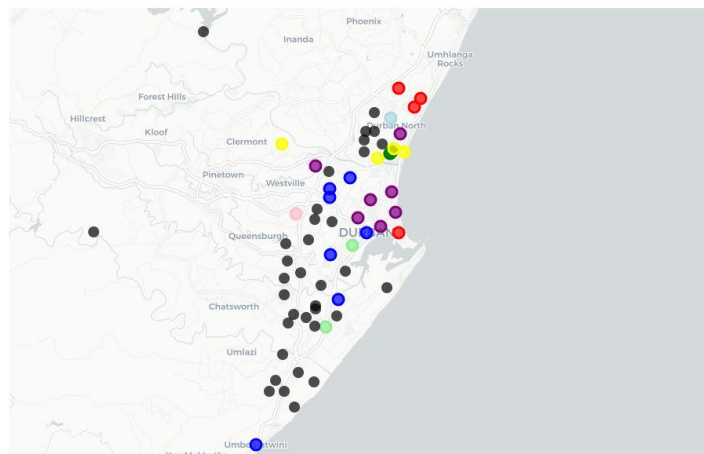 Phoenix
Inanda
Umhlanga
Rocks
Forest Hills
Hillcrest
Durban North
Kloof
Clermont
Pinetown
Westville
Queensburgh
Chatsworth
Umlazi